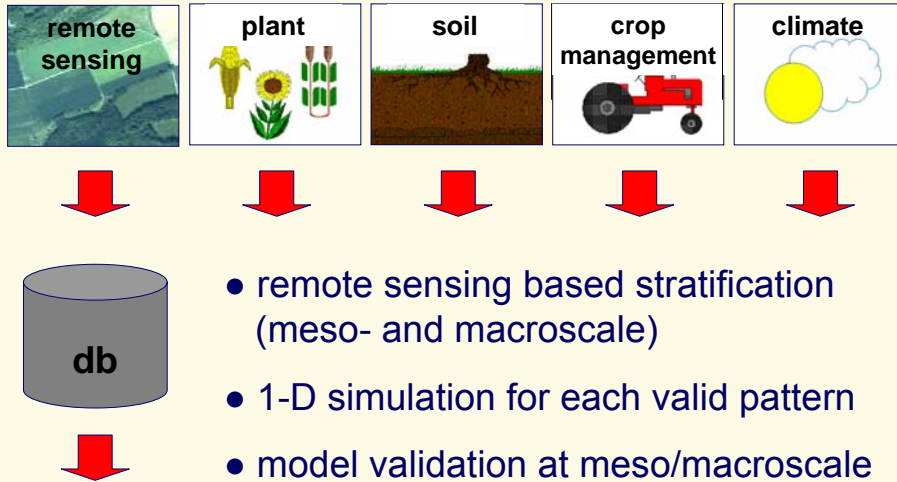 remote
sensing
plant
soil
crop
management
climate
db
● remote sensing based stratification
(meso- and macroscale)
● 1-D simulation for each valid pattern
● model validation at meso/macroscale